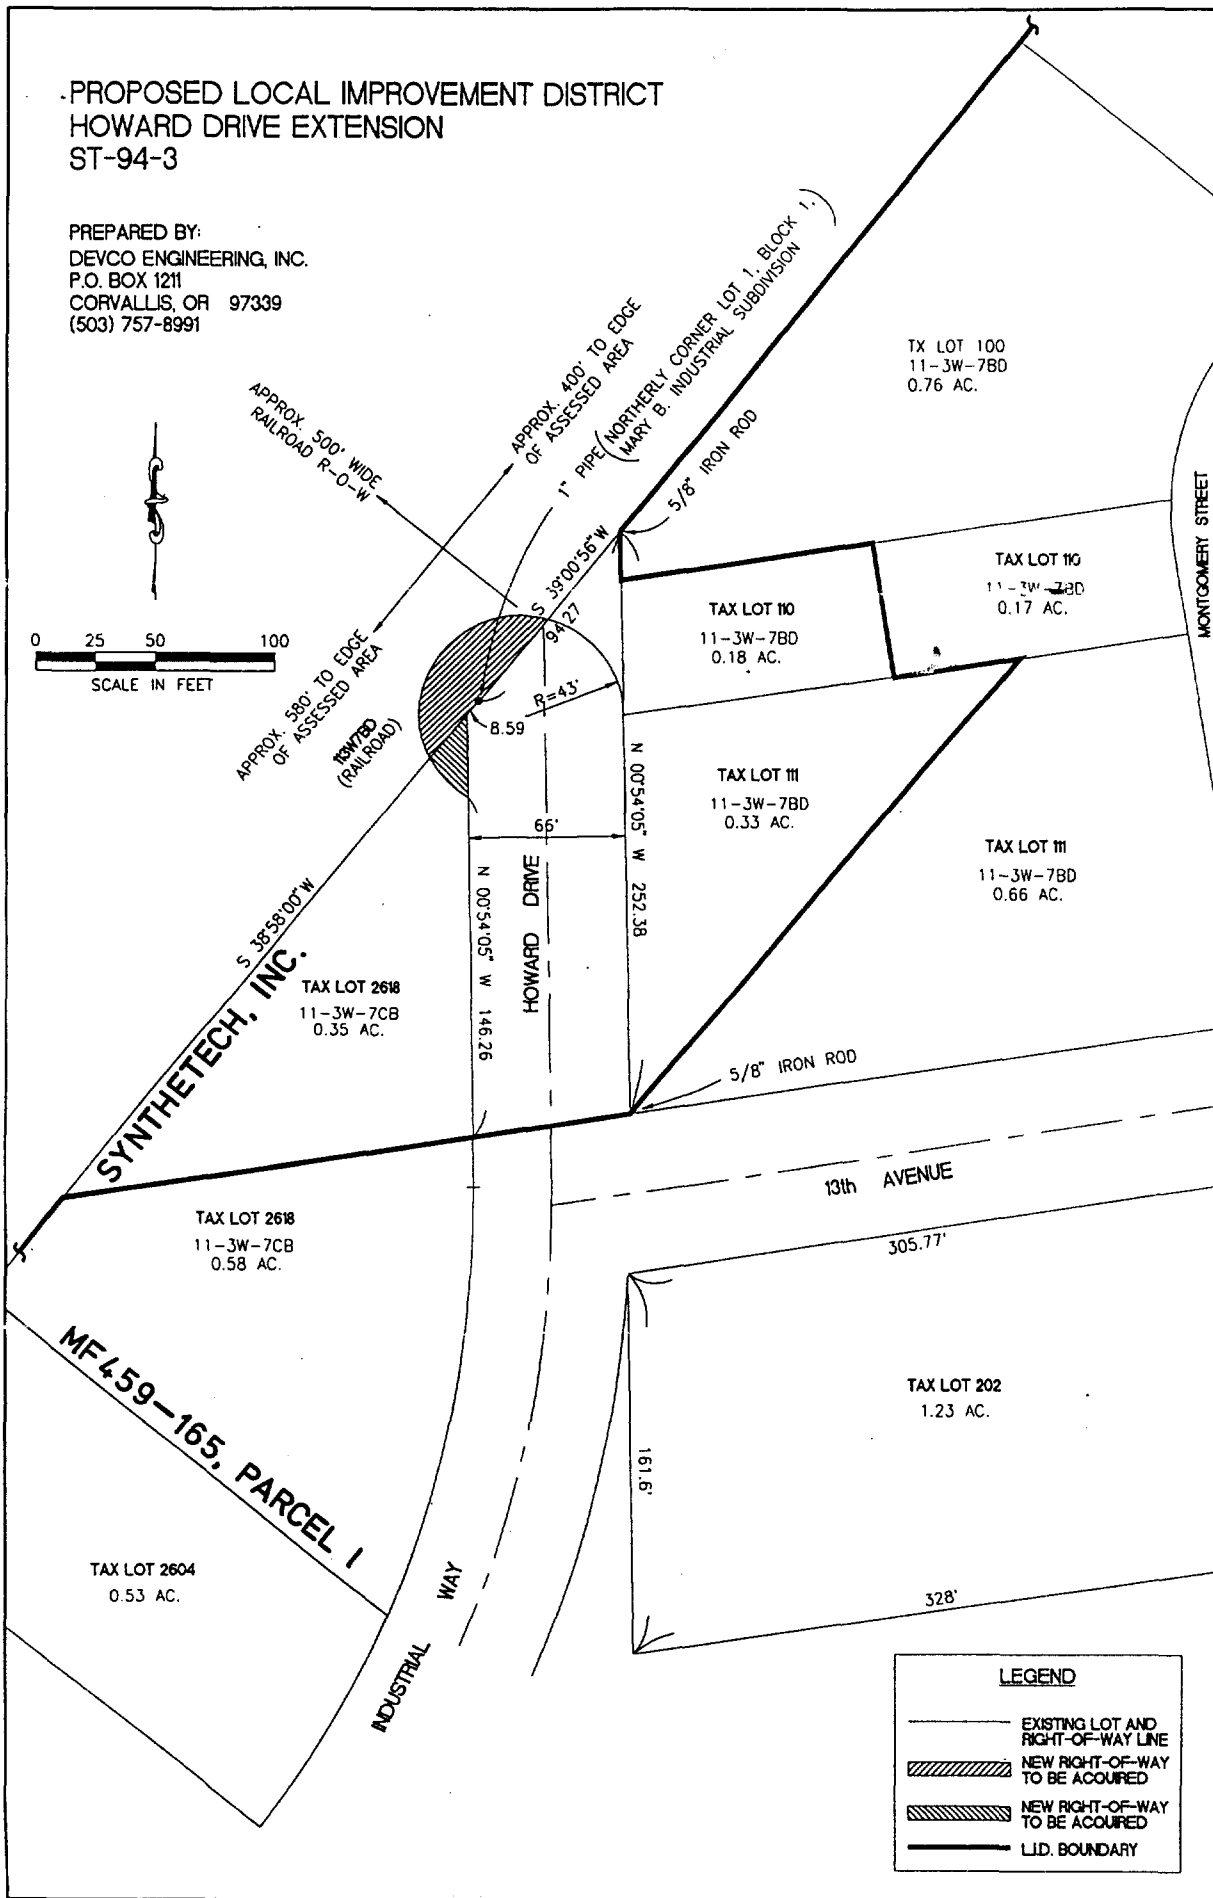 PROPOSED LOCAL IMPROVEMENT DISTRICT
HOWARD DRIVE EXTENSION
ST-94-3
PREPARED BY:
DEVCO ENGINEERING, INC.
P.O. BOX 1211
CORVALLIS, OR 97339
(503) 757-8991
APPROX. 500' WIDE
RAILROAD R-O-W
APPROX. 400' TO EDGE
OF ASSESSED AREA
1" PIPE (NORTHERLY CORNER LOT 1, BLOCK 1,
MARY B. INDUSTRIAL SUBDIVISION)
5/8" IRON ROD
TX LOT 100
11-3W-7BD
0.76 AC.
MONTGOMERY STREET
0 25 50 100
SCALE IN FEET
APPROX. 580' TO EDGE
OF ASSESSED AREA
113W7BD
(RAILROAD)
S 39°00'56" W
94.27
R=43'
8.59
TAX LOT 110
11-3W-7BD
0.18 AC.
TAX LOT 110
11-3W-7BD
0.17 AC.
TAX LOT 111
11-3W-7BD
0.33 AC.
TAX LOT 111
11-3W-7BD
0.66 AC.
66'
N 00°54'05" W 252.38
N 00°54'05" W 146.26
HOWARD DRIVE
S 38°58'00" W
SYNTHETECH, INC.
TAX LOT 2618
11-3W-7CB
0.35 AC.
5/8" IRON ROD
13th AVENUE
305.77'
TAX LOT 2618
11-3W-7CB
0.58 AC.
MF459-165, PARCEL 1
TAX LOT 2604
0.53 AC.
INDUSTRIAL WAY
161.6'
TAX LOT 202
1.23 AC.
328'
LEGEND
EXISTING LOT AND
RIGHT-OF-WAY LINE
NEW RIGHT-OF-WAY
TO BE ACQUIRED
NEW RIGHT-OF-WAY
TO BE ACQUIRED
L.I.D. BOUNDARY